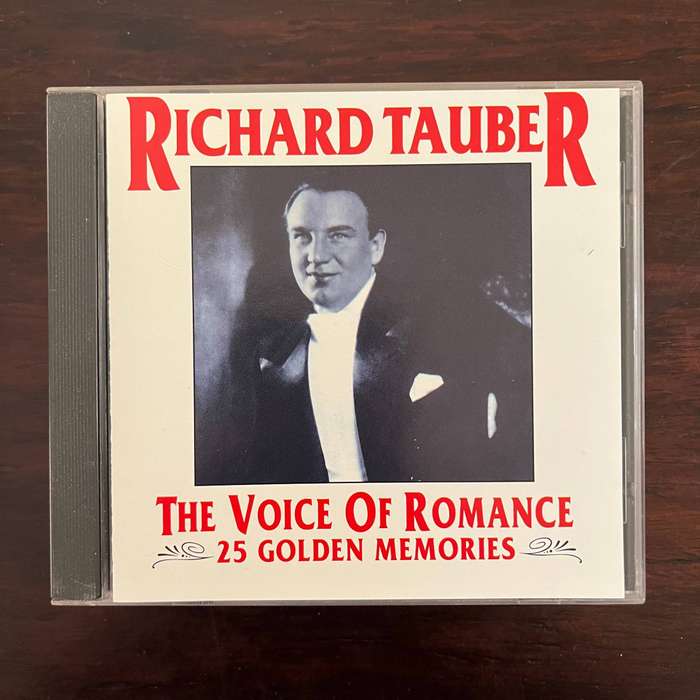 RICHARD TAUBER
THE VOICE OF ROMANCE
25 GOLDEN MEMORIES